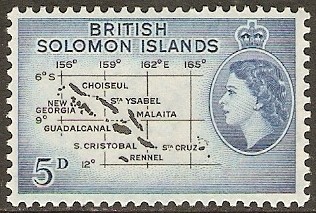 BRITISH
SOLOMON ISLANDS
156° 159° 162°E 165°
6°S
CHOISEUL
STA YSABEL
NEW
GEORGIA
MALAITA
9°
GUADALCANAL
S. CRISTOBAL
STA CRUZ
RENNEL
12°
5D